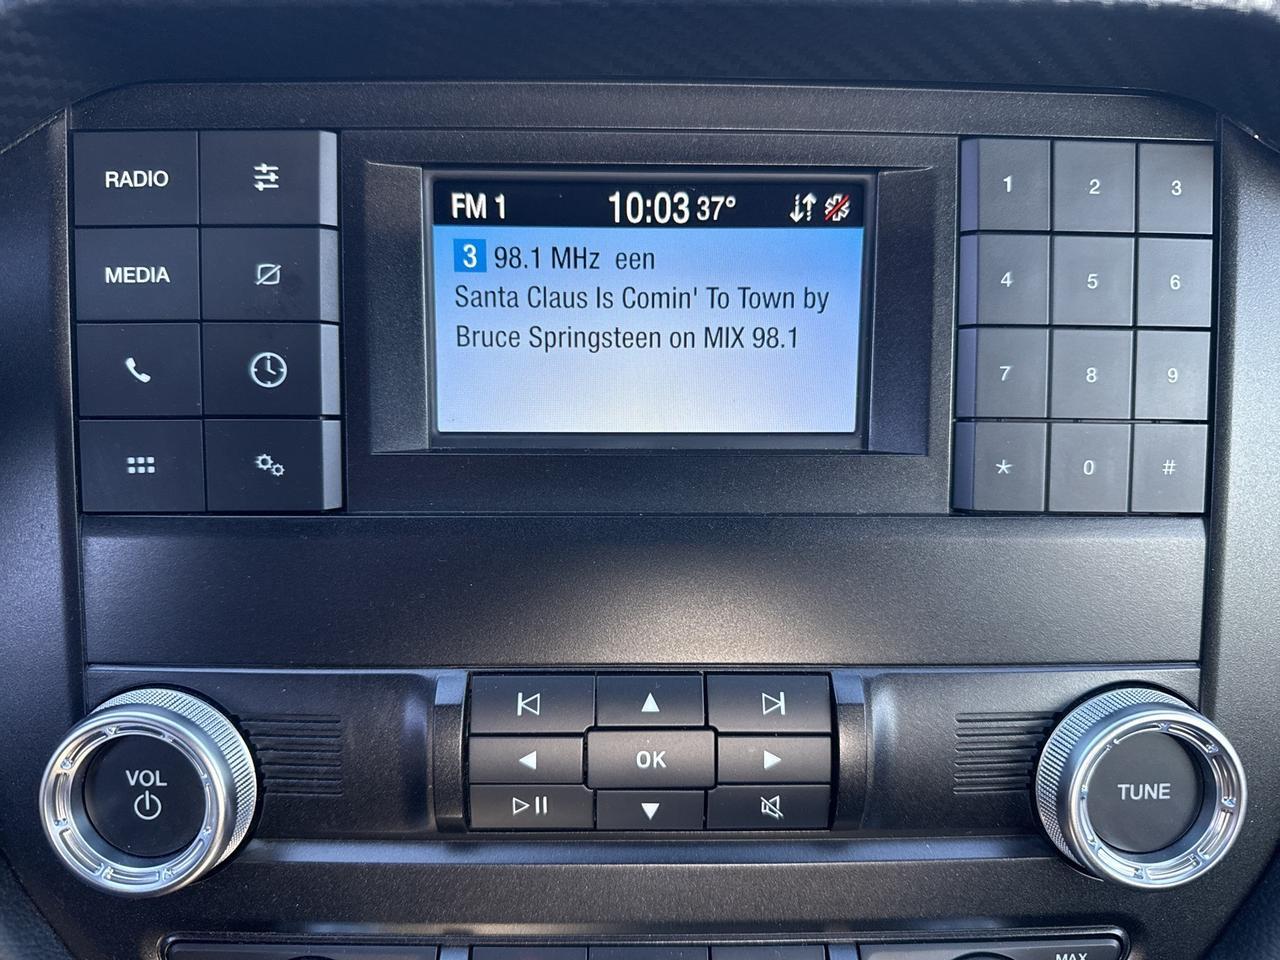 RADIO
MEDIA
FM 1 10:03 37°
3 98.1 MHz een
Santa Claus Is Comin' To Town by
Bruce Springsteen on MIX 98.1
1 2 3
4 5 6
7 8 9
* 0 #
OK
VOL
TUNE
MAX